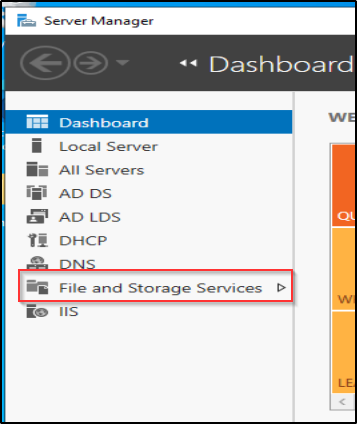 Server Manager
Dashboard
WE
Dashboard
Local Server
All Servers
AD DS
AD LDS
DHCP
DNS
File and Storage Services
IIS
QU
W
LEA